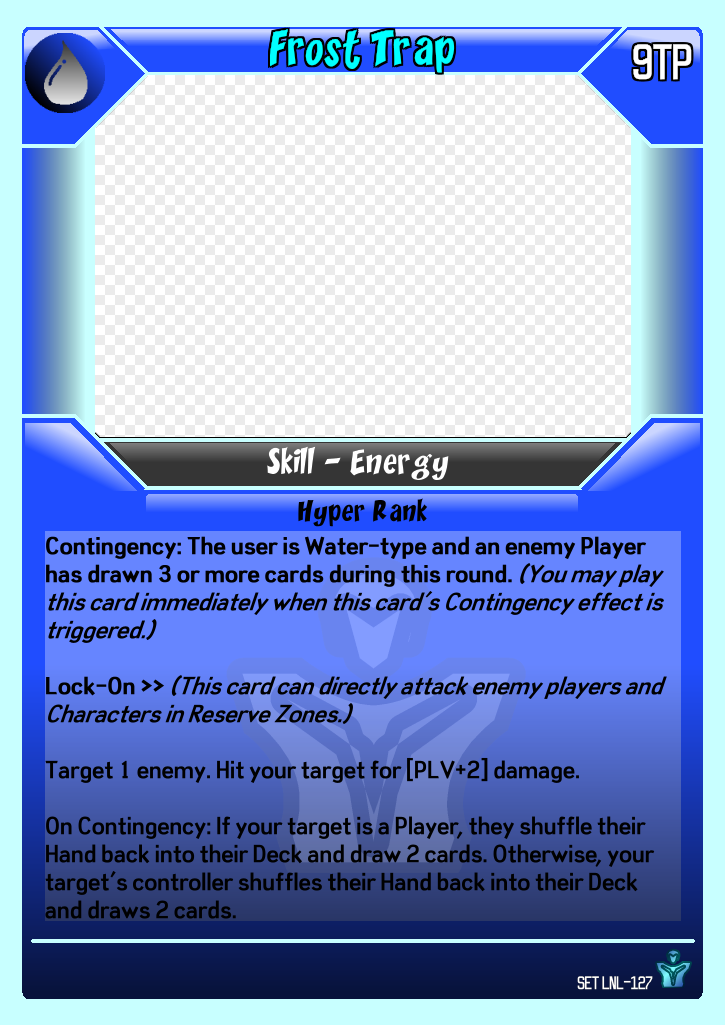 Frost Trap
9TP
Skill - Energy
Hyper Rank
Contingency: The user is Water-type and an enemy Player
has drawn 3 or more cards during this round. (You may play
this card immediately when this card's Contingency effect is
triggered.)
Lock-On >> (This card can directly attack enemy players and
Characters in Reserve Zones.)
Target 1 enemy. Hit your target for [PLV+2] damage.
On Contingency: If your target is a Player, they shuffle their
Hand back into their Deck and draw 2 cards. Otherwise, your
target's controller shuffles their Hand back into their Deck
and draws 2 cards.
SET LNL-127